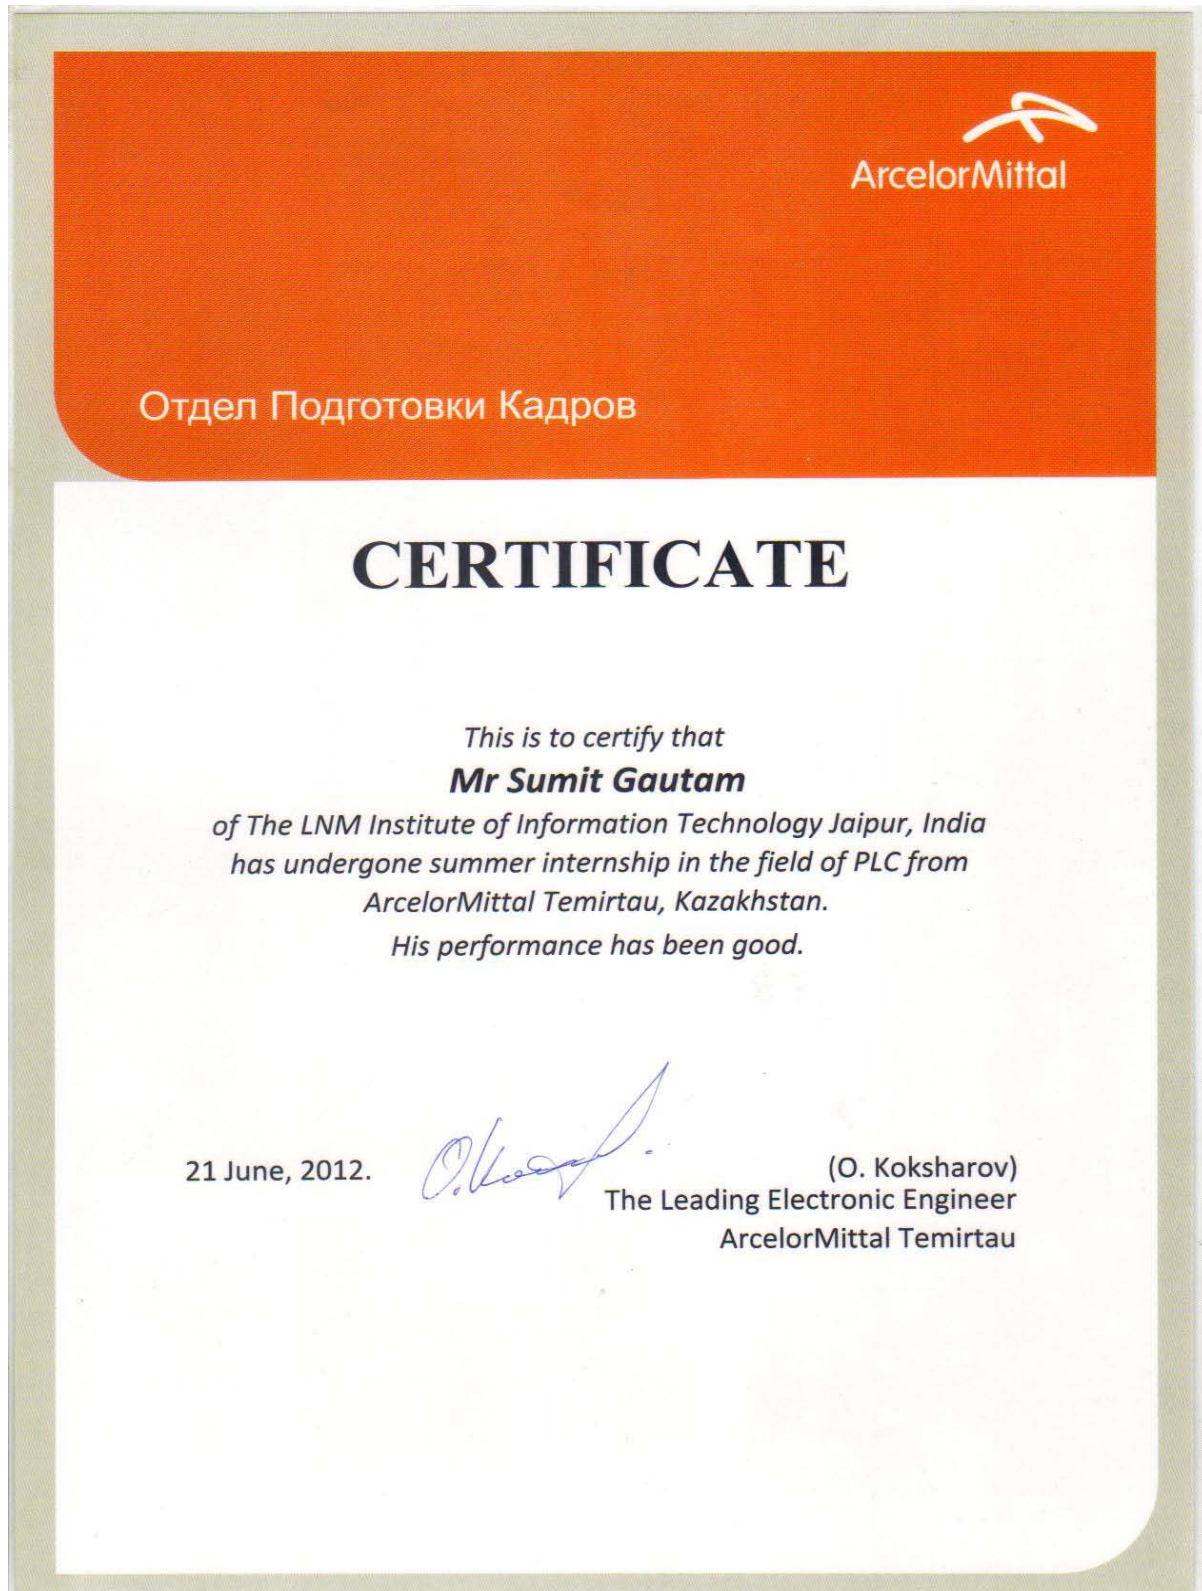 ArcelorMittal
Отдел Подготовки Кадров
CERTIFICATE
This is to certify that
Mr Sumit Gautam
of The LNM Institute of Information Technology Jaipur, India
has undergone summer internship in the field of PLC from
ArcelorMittal Temirtau, Kazakhstan.
His performance has been good.
21 June, 2012.
(O. Koksharov)
The Leading Electronic Engineer
ArcelorMittal Temirtau